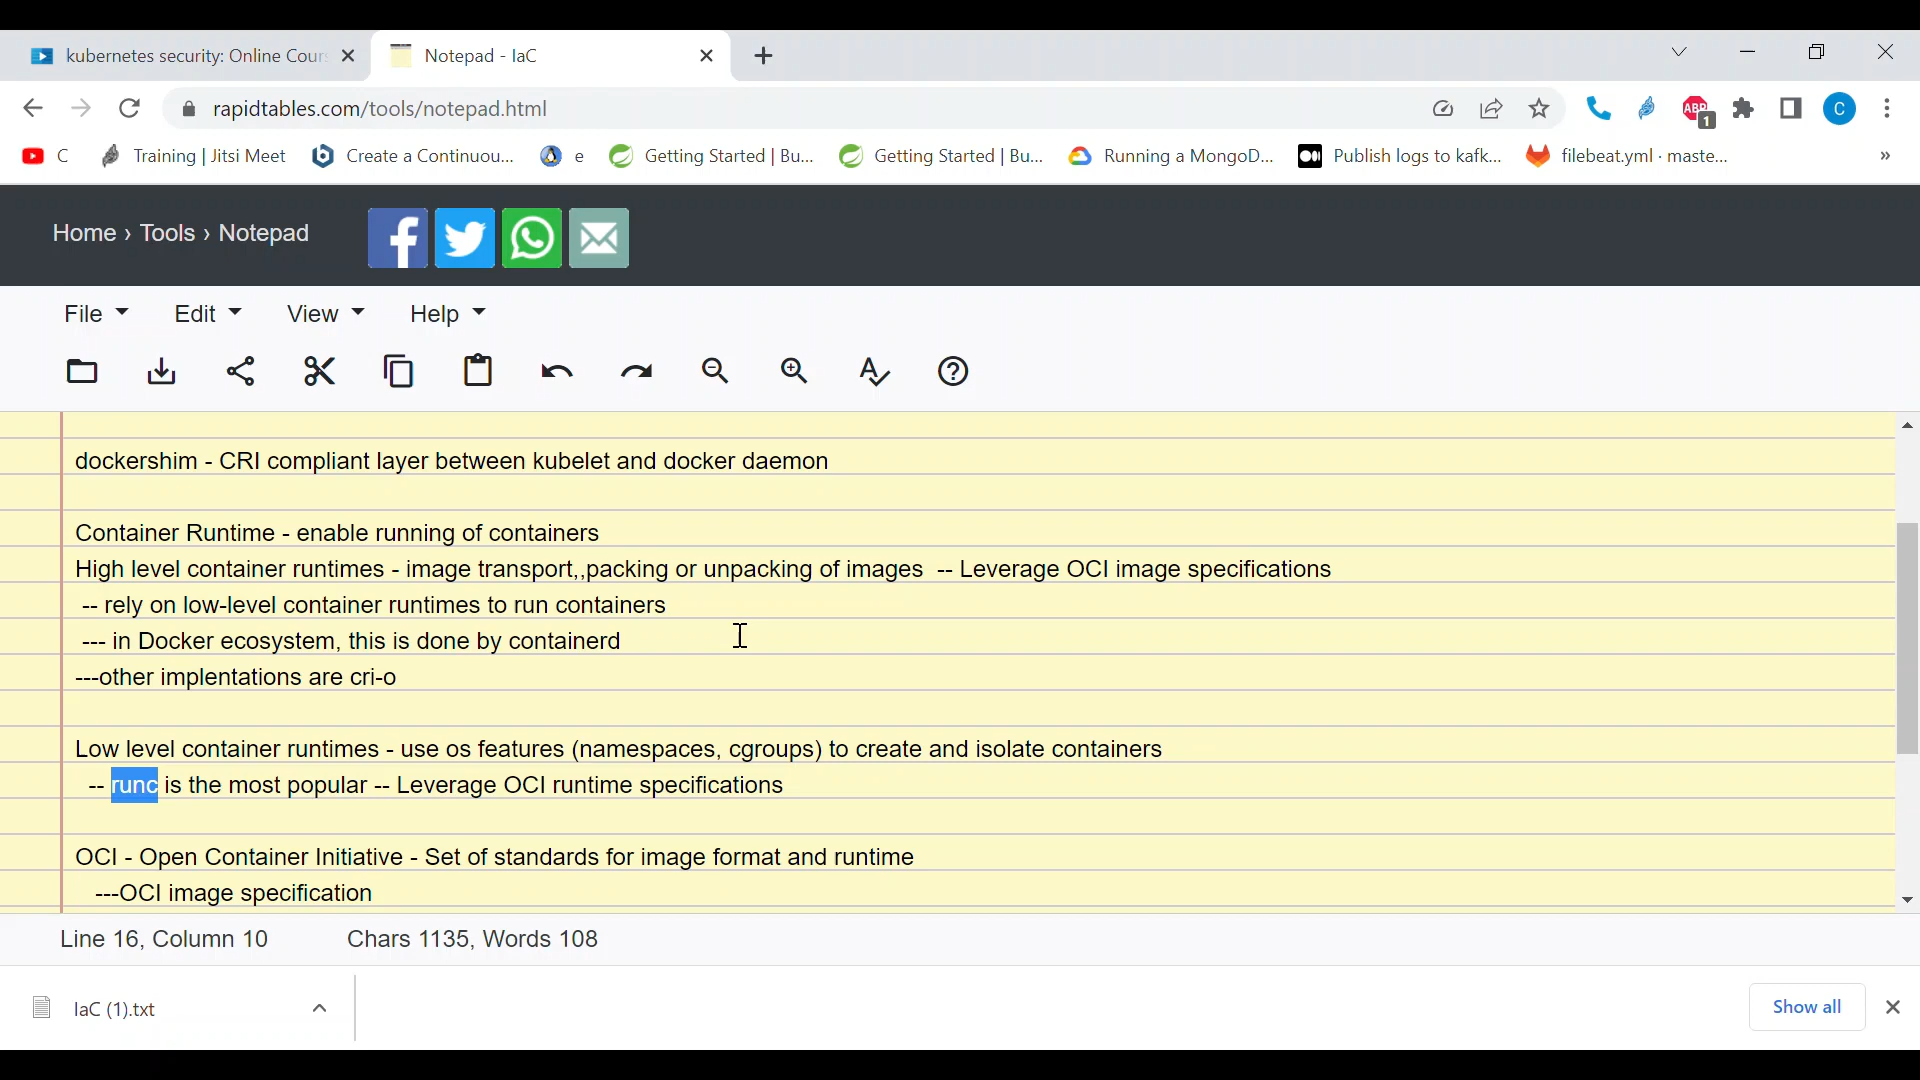 kubernetes security: Online Cour
Notepad - IaC
rapidtables.com/tools/notepad.html
ABP
1
C
C
Training | Jitsi Meet
Create a Continuou...
e
Getting Started | Bu...
Getting Started | Bu...
Running a MongoD...
Publish logs to kafk...
filebeat.yml · maste...
»
Home › Tools › Notepad
File
Edit
View
Help
dockershim - CRI compliant layer between kubelet and docker daemon
Container Runtime - enable running of containers
High level container runtimes - image transport,,packing or unpacking of images  -- Leverage OCI image specifications
-- rely on low-level container runtimes to run containers
--- in Docker ecosystem, this is done by containerd
---other implentations are cri-o
Low level container runtimes - use os features (namespaces, cgroups) to create and isolate containers
-- runc is the most popular -- Leverage OCI runtime specifications
OCI - Open Container Initiative - Set of standards for image format and runtime
---OCI image specification
Line 16, Column 10
Chars 1135, Words 108
IaC (1).txt
Show all